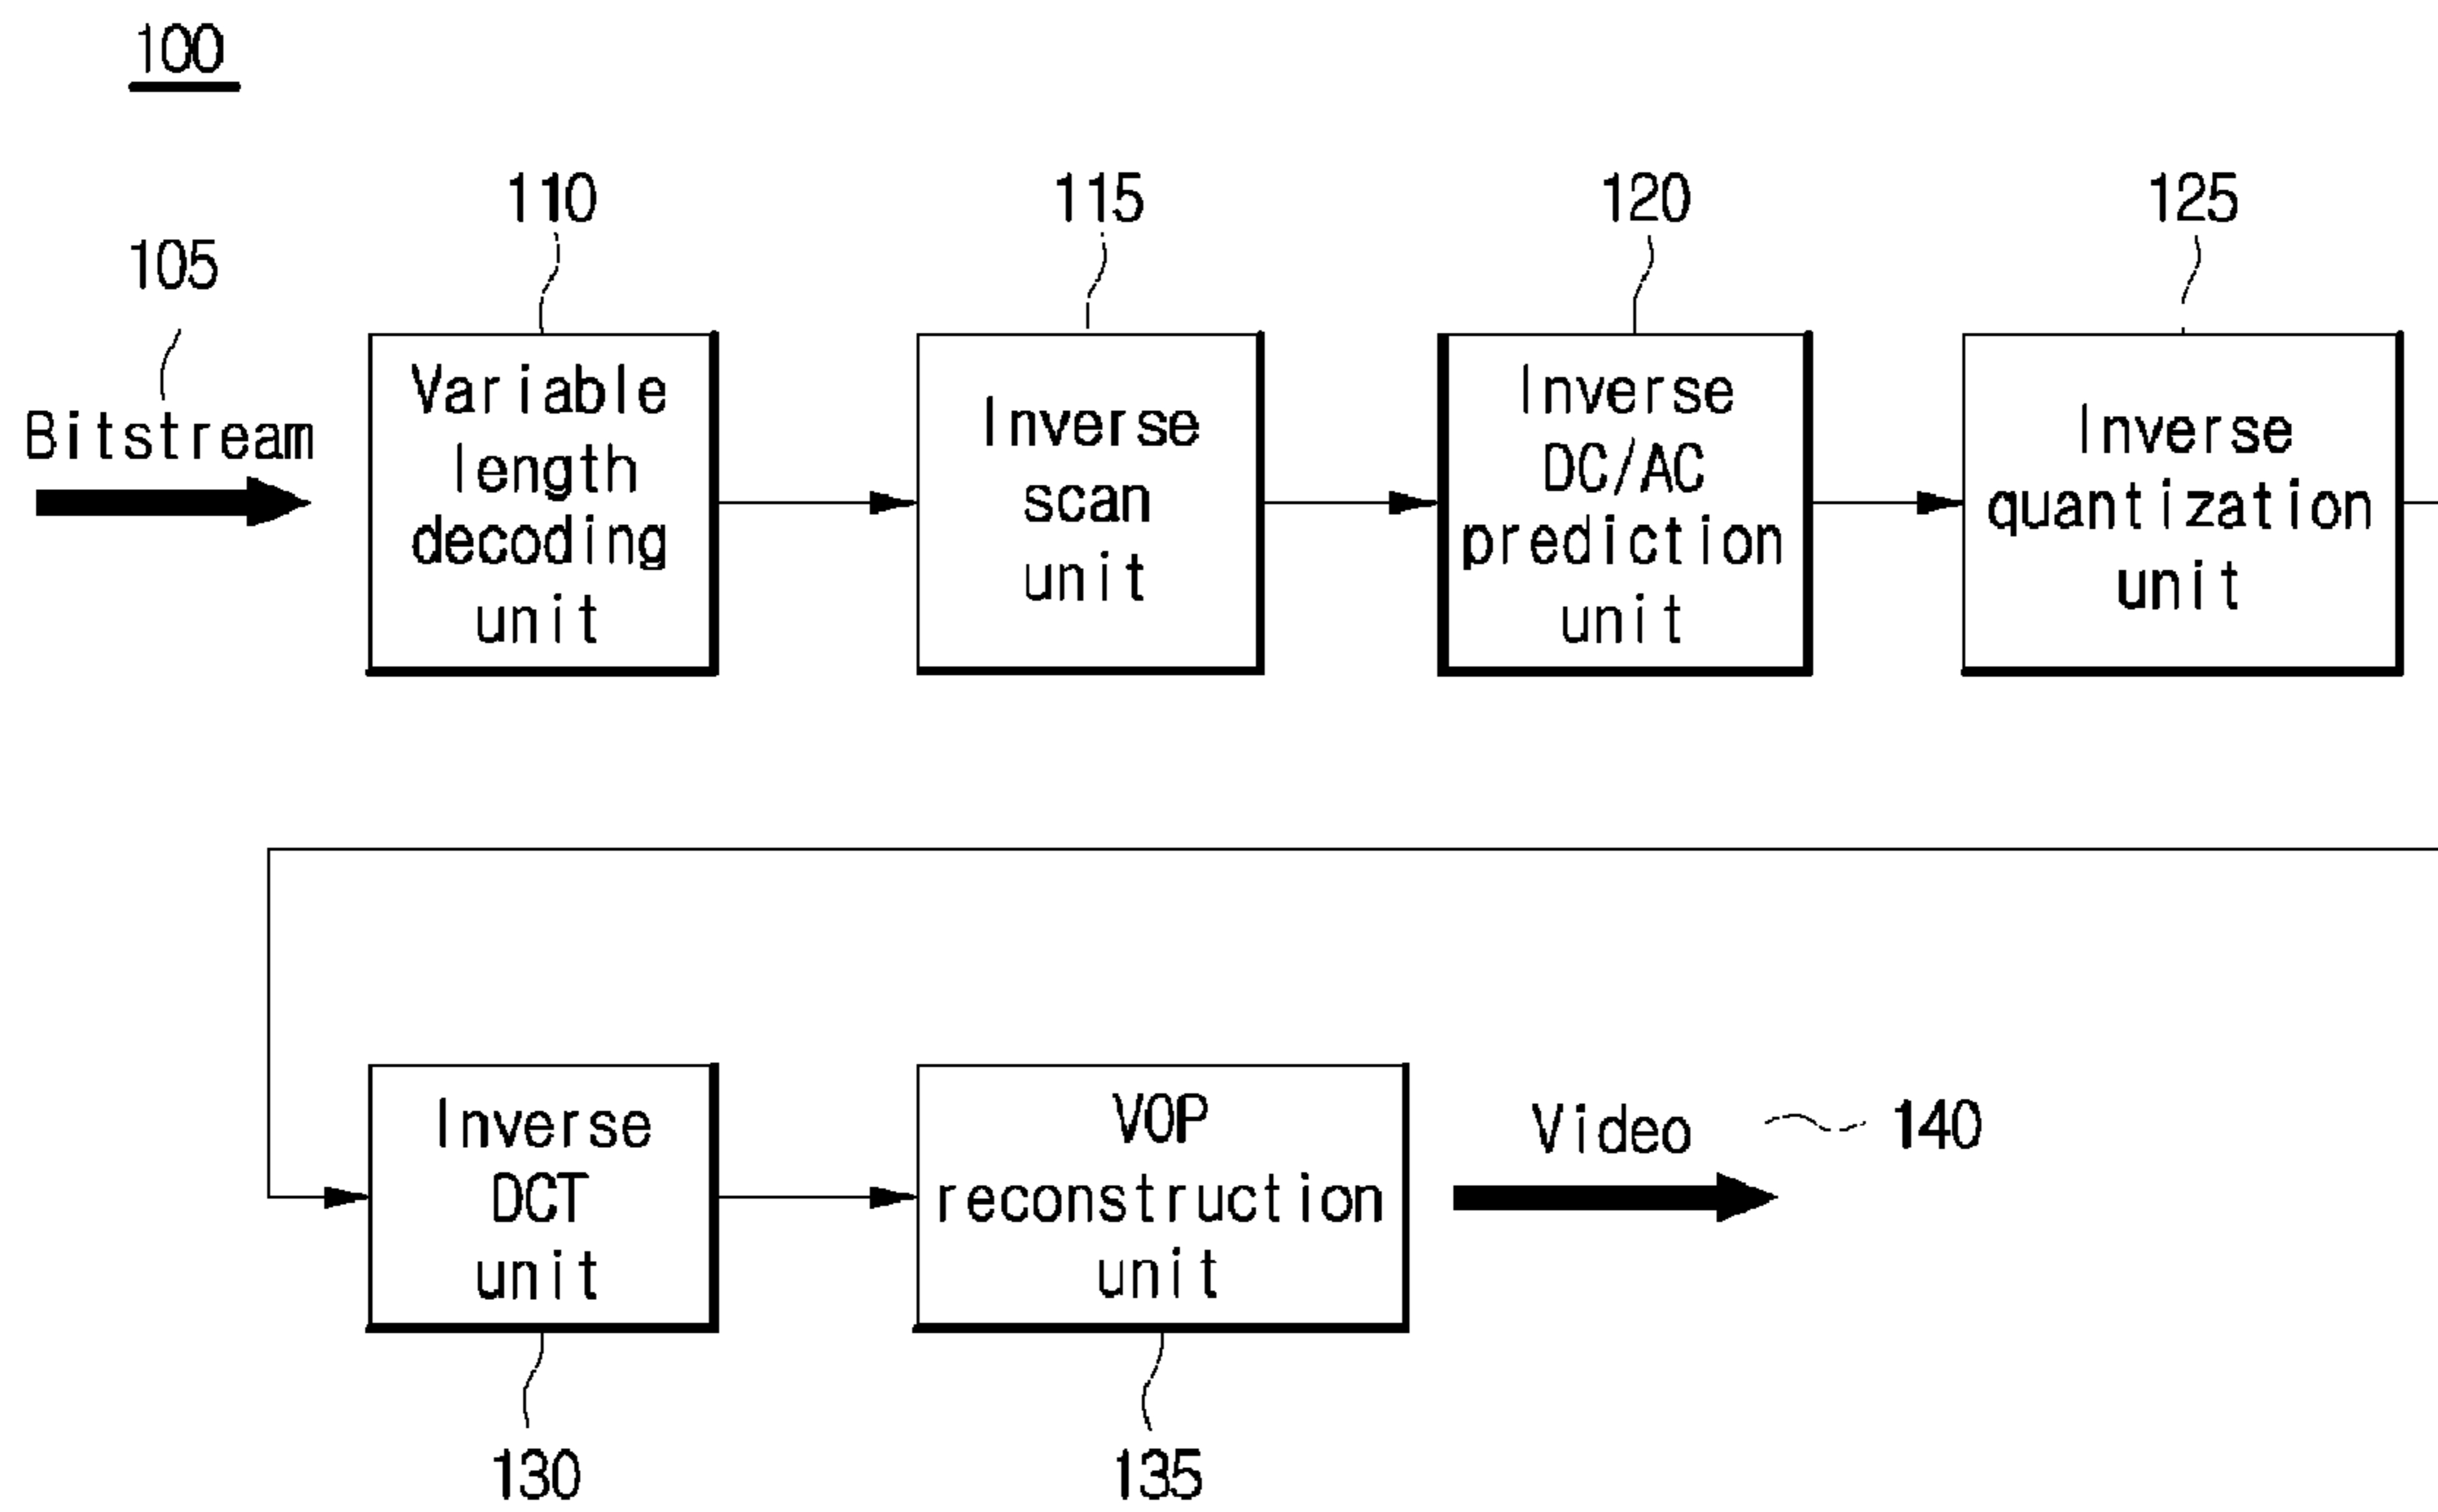 100
110
115
120
125
105
Bitstream
Variable
length
decoding
unit
Inverse
scan
unit
Inverse
DC/AC
prediction
unit
Inverse
quantization
unit
Inverse
DCT
unit
VOP
reconstruction
unit
Video
140
130
135